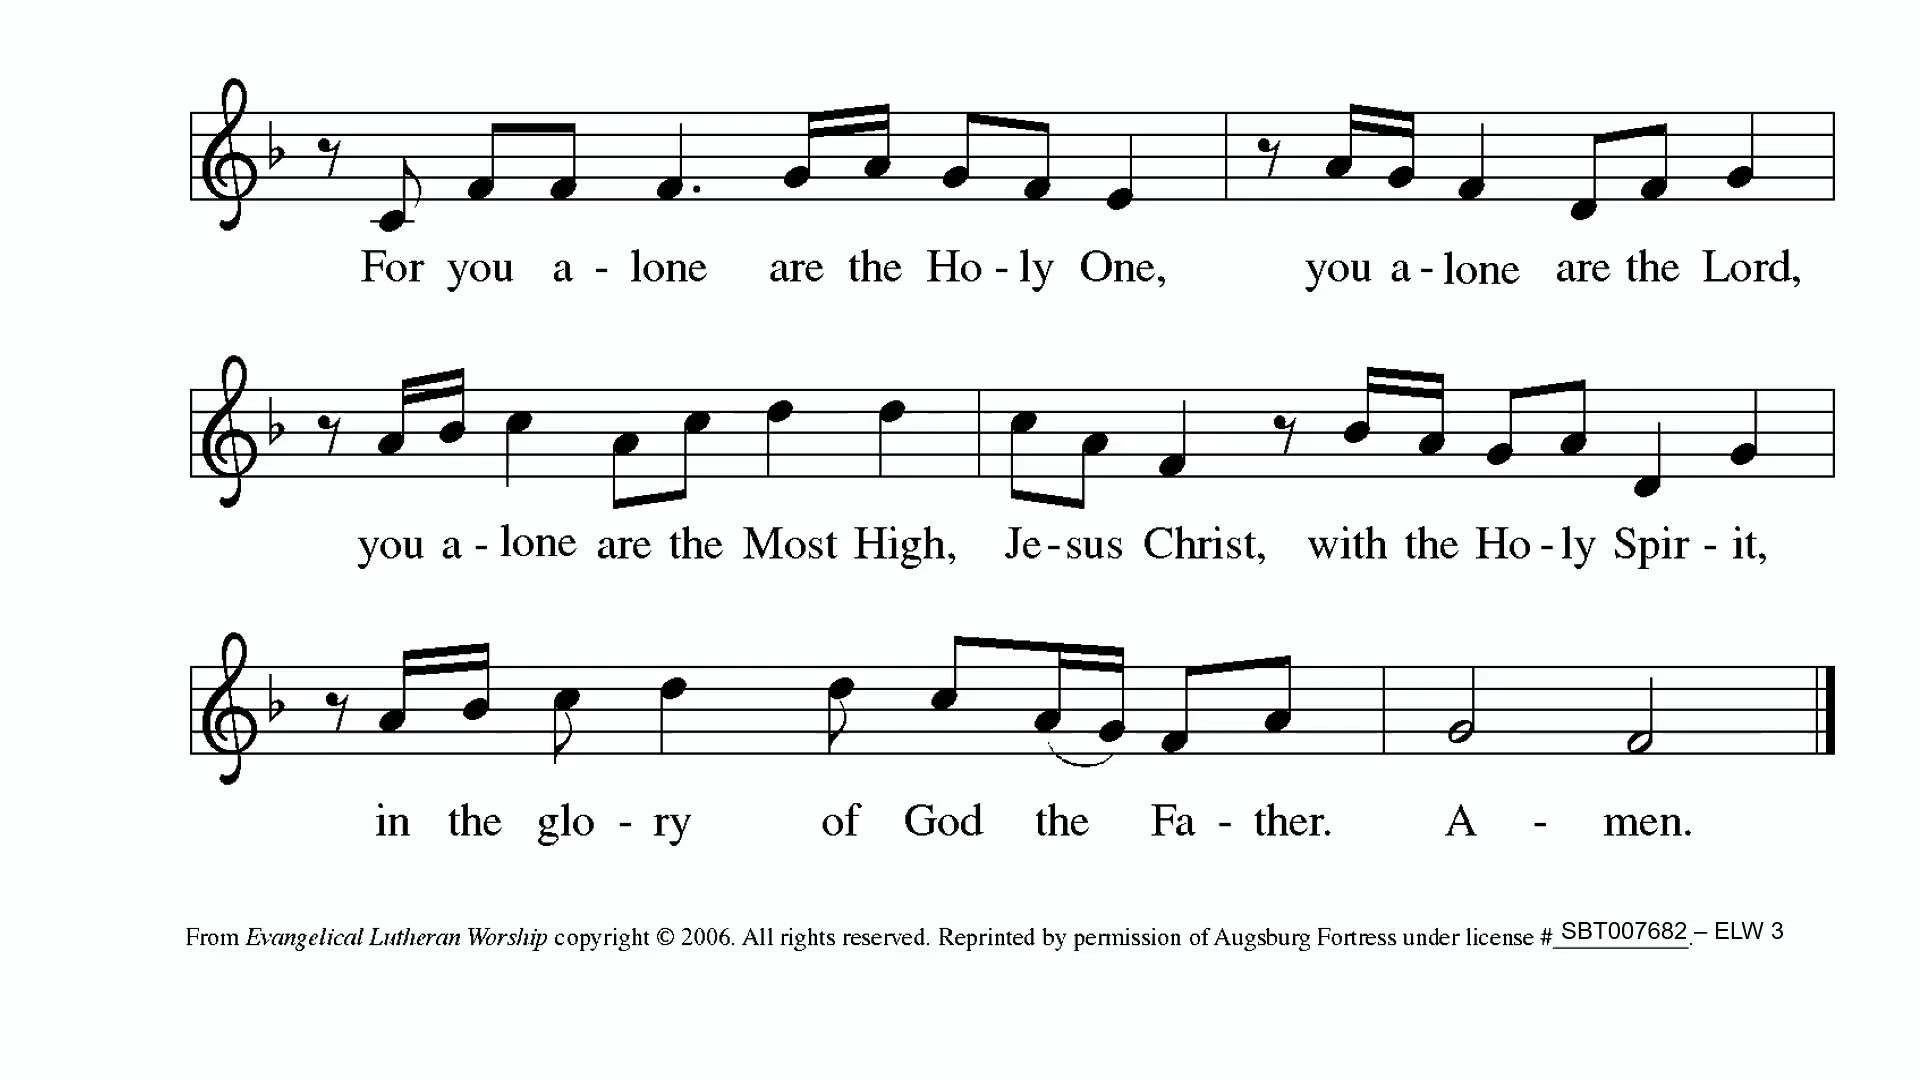 For you a - lone are the Ho - ly One, you a - lone are the Lord,
you a - lone are the Most High, Je - sus Christ, with the Ho - ly Spir - it,
in the glo - ry of God the Fa - ther. A - men.
From Evangelical Lutheran Worship copyright © 2006. All rights reserved. Reprinted by permission of Augsburg Fortress under license #SBT007682.– ELW 3